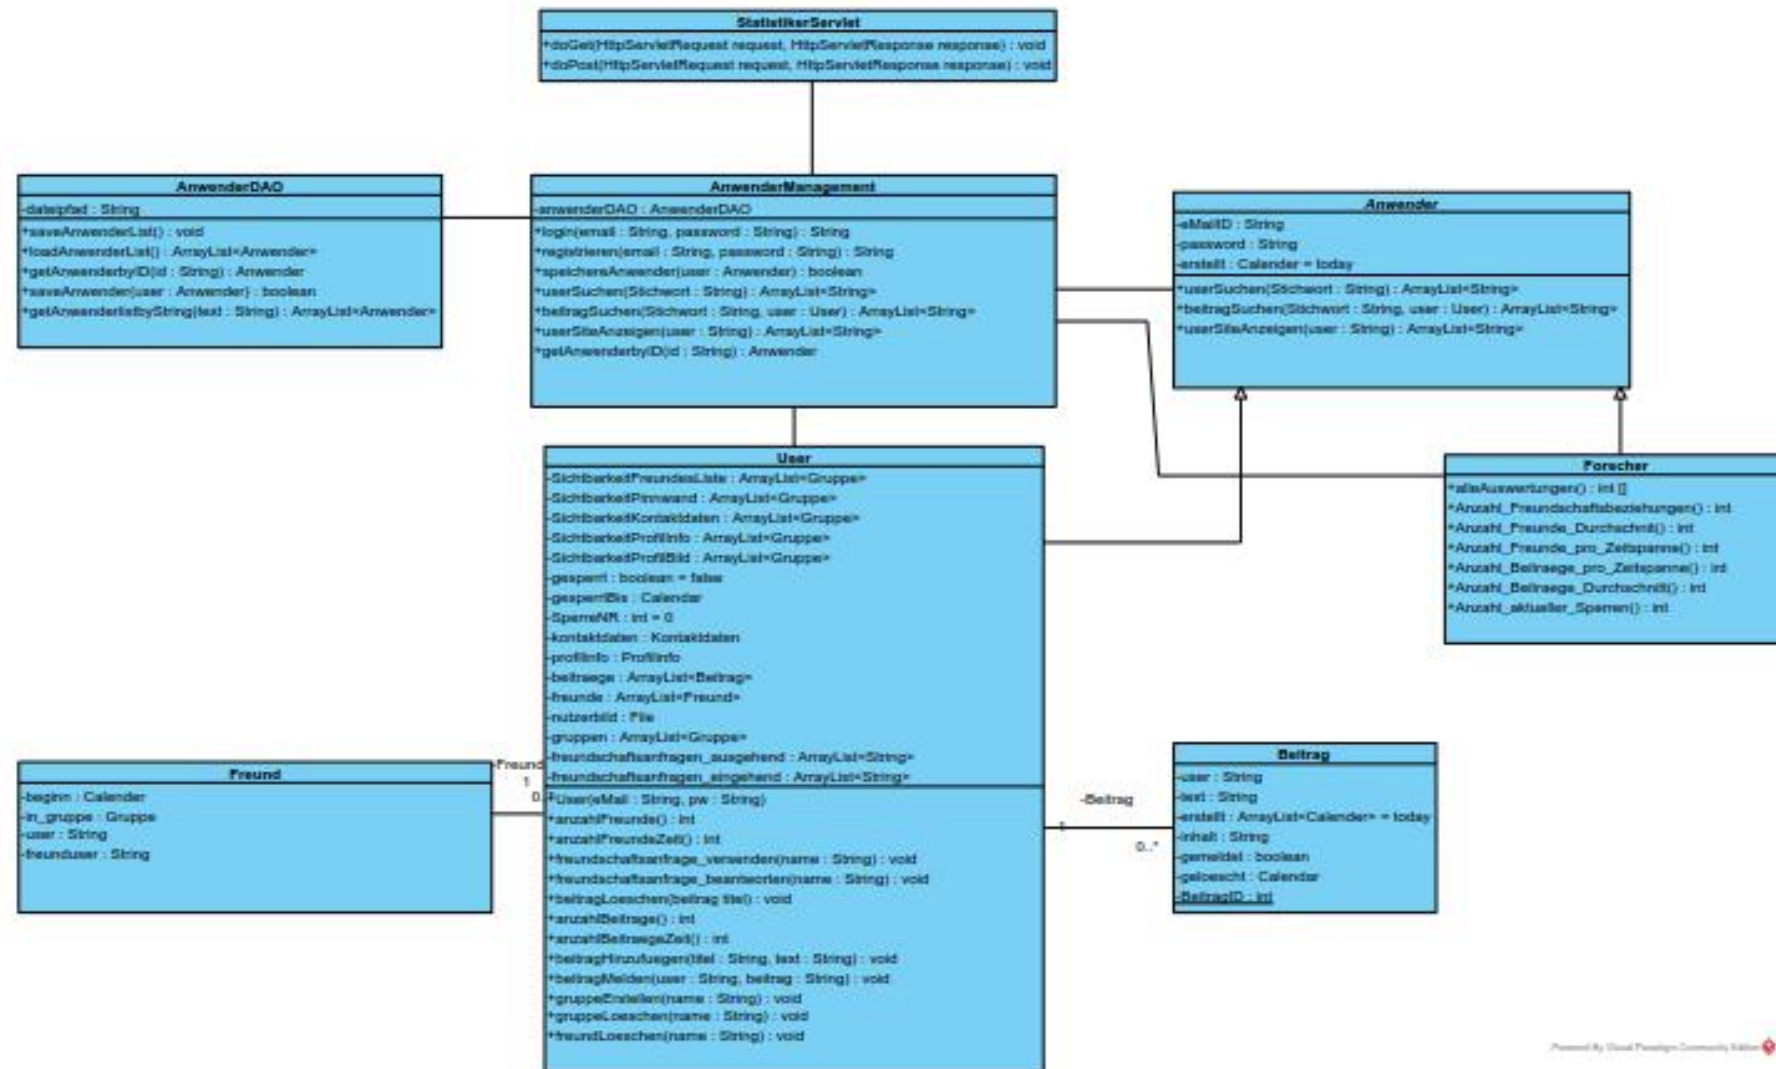 StatistikerServlet
+doGet(HttpServletRequest request, HttpServletResponse response) : void
+doPost(HttpServletRequest request, HttpServletResponse response) : void
AnwenderDAO
-dateipfad : String
+saveAnwenderList() : void
+loadAnwenderList() : ArrayList<Anwender>
+getAnwenderbyID(id : String) : Anwender
+saveAnwender(user : Anwender) : boolean
+getAnwenderlistbyString(text : String) : ArrayList<Anwender>
AnwenderManagement
-anwenderDAO : AnwenderDAO
+login(email : String, password : String) : String
+registrieren(email : String, password : String) : String
+speichereAnwender(user : Anwender) : boolean
+userSuchen(Stichwort : String) : ArrayList<String>
+beitragSuchen(Stichwort : String, user : User) : ArrayList<String>
+userSiteAnzeigen(user : String) : ArrayList<String>
+getAnwenderbyID(id : String) : Anwender
Anwender
-eMailID : String
-password : String
-erstellt : Calender = today
+userSuchen(Stichwort : String) : ArrayList<String>
+beitragSuchen(Stichwort : String, user : User) : ArrayList<String>
+userSiteAnzeigen(user : String) : ArrayList<String>
User
-SichtbarkeitFreundesListe : ArrayList<Gruppe>
-SichtbarkeitPinnwand : ArrayList<Gruppe>
-SichtbarkeitKontaktdaten : ArrayList<Gruppe>
-SichtbarkeitProfilInfo : ArrayList<Gruppe>
-SichtbarkeitProfilBild : ArrayList<Gruppe>
-gesperrt : boolean = false
-gesperrtBis : Calendar
-SperreNR : int = 0
-kontaktdaten : Kontaktdaten
-profilinfo : Profilinfo
-beitraege : ArrayList<Beitrag>
-freunde : ArrayList<Freund>
-nutzerbild : File
-gruppen : ArrayList<Gruppe>
-freundschaftsanfragen_ausgehend : ArrayList<String>
-freundschaftsanfragen_eingehend : ArrayList<String>
+User(eMail : String, pw : String)
+anzahlFreunde() : int
+anzahlFreundeZeit() : int
+freundschaftsanfrage_versenden(name : String) : void
+freundschaftsanfrage_beantworten(name : String) : void
+beitragLoeschen(beitrag titel) : void
+anzahlBeitrage() : int
+anzahlBeitraegeZeit() : int
+beitragHinzufuegen(titel : String, text : String) : void
+beitragMelden(user : String, beitrag : String) : void
+gruppeErstellen(name : String) : void
+gruppeLoeschen(name : String) : void
+freundLoeschen(name : String) : void
Forscher
+alleAuswertungen() : int []
+Anzahl_Freundschaftsbeziehungen() : int
+Anzahl_Freunde_Durchschnit() : int
+Anzahl_Freunde_pro_Zeitspanne() : int
+Anzahl_Beitraege_pro_Zeitspanne() : int
+Anzahl_Beitraege_Durchschnitt() : int
+Anzahl_aktueller_Sperren() : int
Freund
-beginn : Calender
-in_gruppe : Gruppe
-user : String
-freunduser : String
-Freund
1
0..
-Beitrag
1
0..*
Beitrag
-user : String
-text : String
-erstellt : ArrayList<Calender> = today
-inhalt : String
-gemeldet : boolean
-geloescht : Calendar
-BeitragID : int
Powered By Visual Paradigm Community Edition